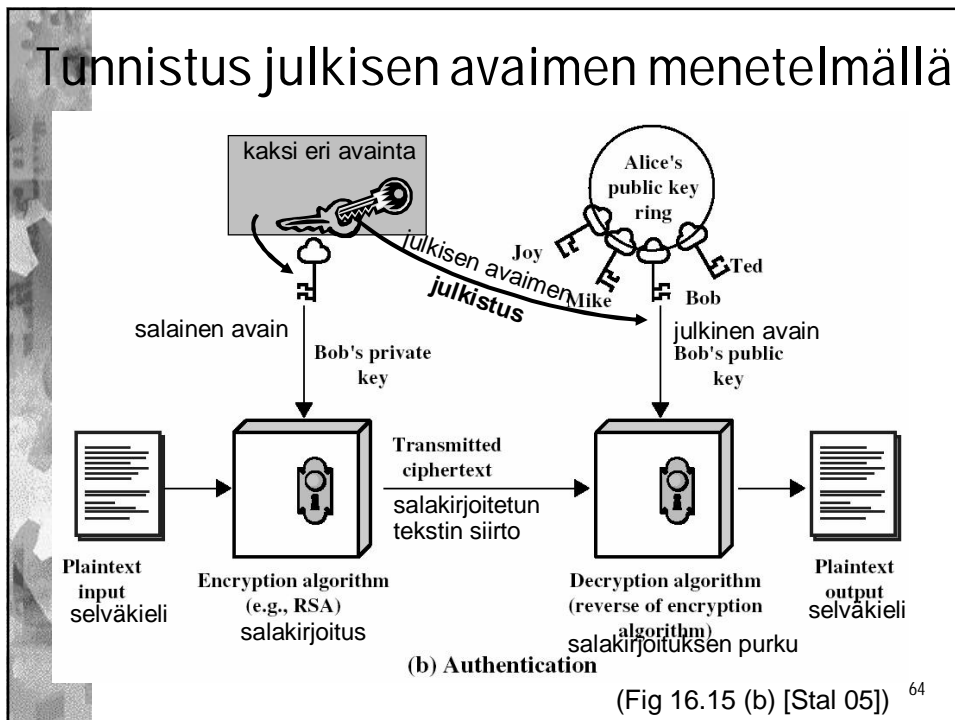 Tunnistus julkisen avaimen menetelmällä
kaksi eri avainta
Alice's
public key
ring
Joy
Mike
Bob
Ted
julkisen avaimen
julkistus
salainen avain
julkinen avain
Bob's private
key
Bob's public
key
Transmitted
ciphertext
salakirjoitetun
tekstin siirto
Plaintext
input
selväkieli
Encryption algorithm
(e.g., RSA)
salakirjoitus
Decryption algorithm
(reverse of encryption
algorithm)
salakirjoituksen purku
Plaintext
output
selväkieli
(b) Authentication
(Fig 16.15 (b) [Stal 05])
64